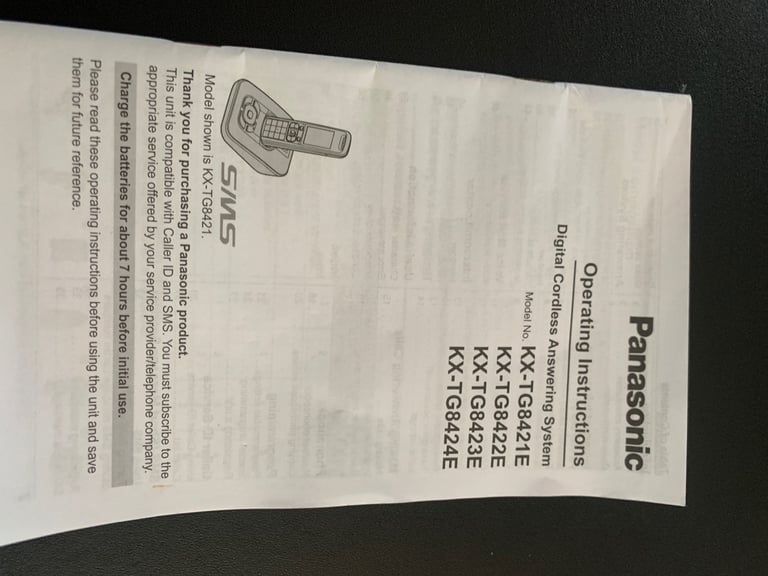 Panasonic
Operating Instructions
Digital Cordless Answering System
Model No. KX-TG8421E
KX-TG8422E
KX-TG8423E
KX-TG8424E
SMS
Model shown is KX-TG8421.
Thank you for purchasing a Panasonic product.
This unit is compatible with Caller ID and SMS. You must subscribe to the
appropriate service offered by your service provider/telephone company.
Charge the batteries for about 7 hours before initial use.
Please read these operating instructions before using the unit and save
them for future reference.